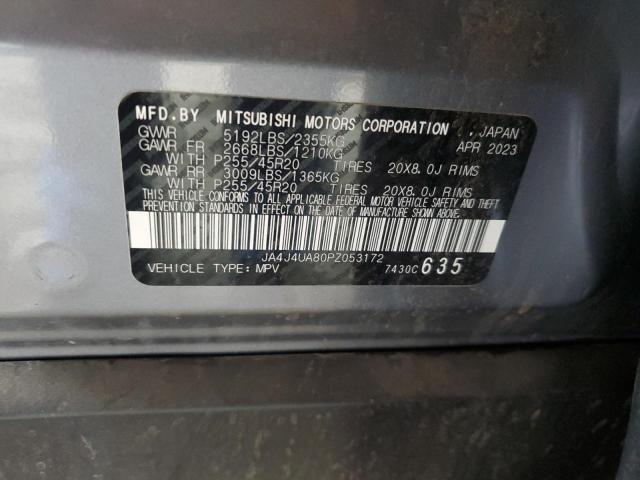 MFD.BY MITSUBISHI MOTORS CORPORATION , JAPAN
GVWR 5192LBS/2355KG APR 2023
GAWR FR 2668LBS/1210KG
WITH P255/45R20 TIRES 20X8.0J RIMS
GAWR RR 3009LBS/1365KG
WITH P255/45R20 TIRES 20X8.0J RIMS
THIS VEHICLE CONFORMS TO ALL APPLICABLE FEDERAL MOTOR VEHICLE SAFETY AND THEFT
PREVENTION STANDARDS IN EFFECT ON THE DATE OF MANUFACTURE SHOWN ABOVE.
JA4J4UA80PZ053172
VEHICLE TYPE: MPV 7430C 635